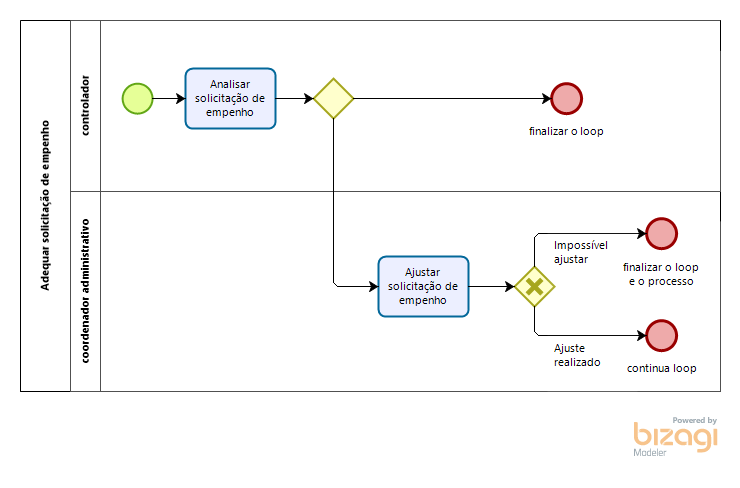 Adequar solicitação de empenho
controlador
Analisar
solicitação de
empenho
finalizar o loop
coordenador administrativo
Ajustar
solicitação de
empenho
Impossível
ajustar
finalizar o loop
e o processo
Ajuste
realizado
continua loop
Powered by
bizagi
Modeler